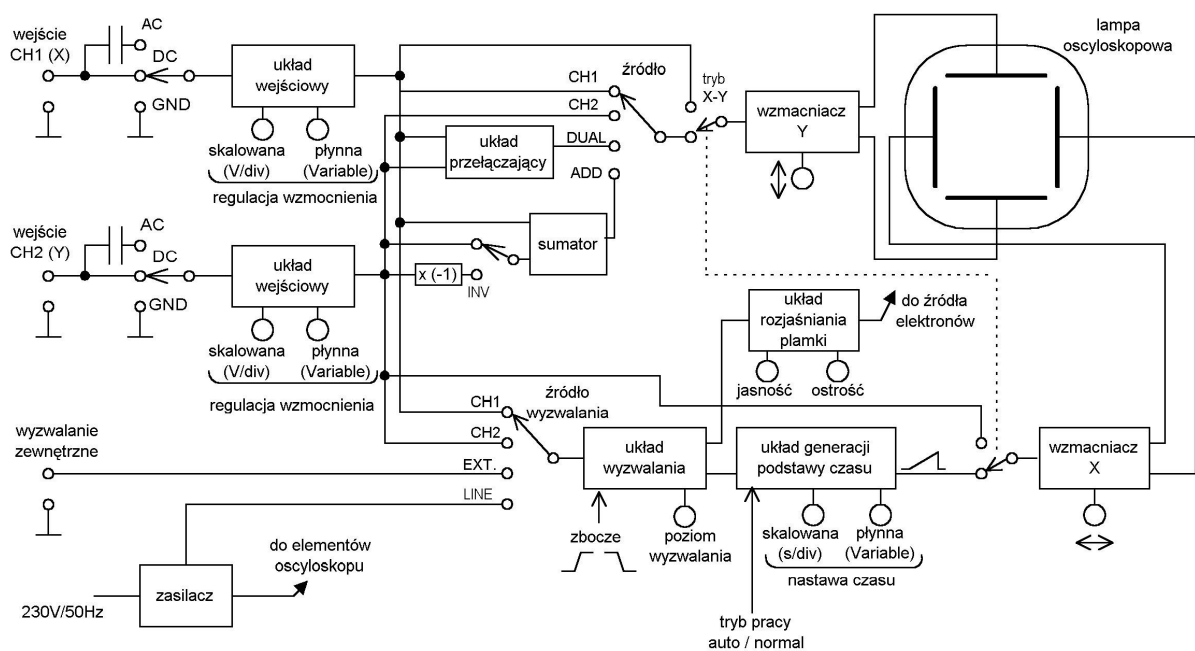 wejście
CH1 (X)
AC
DC
GND
układ
wejściowy
skalowana
(V/div)
płynna
(Variable)
regulacja wzmocnienia
CH1
CH2
DUAL
ADD
źródło
układ
przełączający
sumator
x (-1)
INV
tryb
X-Y
wzmacniacz
Y
lampa
oscyloskopowa
wejście
CH2 (Y)
AC
DC
GND
układ
wejściowy
skalowana
(V/div)
płynna
(Variable)
regulacja wzmocnienia
układ
rozjaśniania
plamki
jasność
ostrość
do źródła
elektronów
wyzwalanie
zewnętrzne
CH1
CH2
EXT.
LINE
źródło
wyzwalania
układ
wyzwalania
zbocze
poziom
wyzwalania
układ generacji
podstawy czasu
skalowana
(s/div)
płynna
(Variable)
nastawa czasu
tryb pracy
auto / normal
wzmacniacz
X
230V/50Hz
zasilacz
do elementów
oscyloskopu